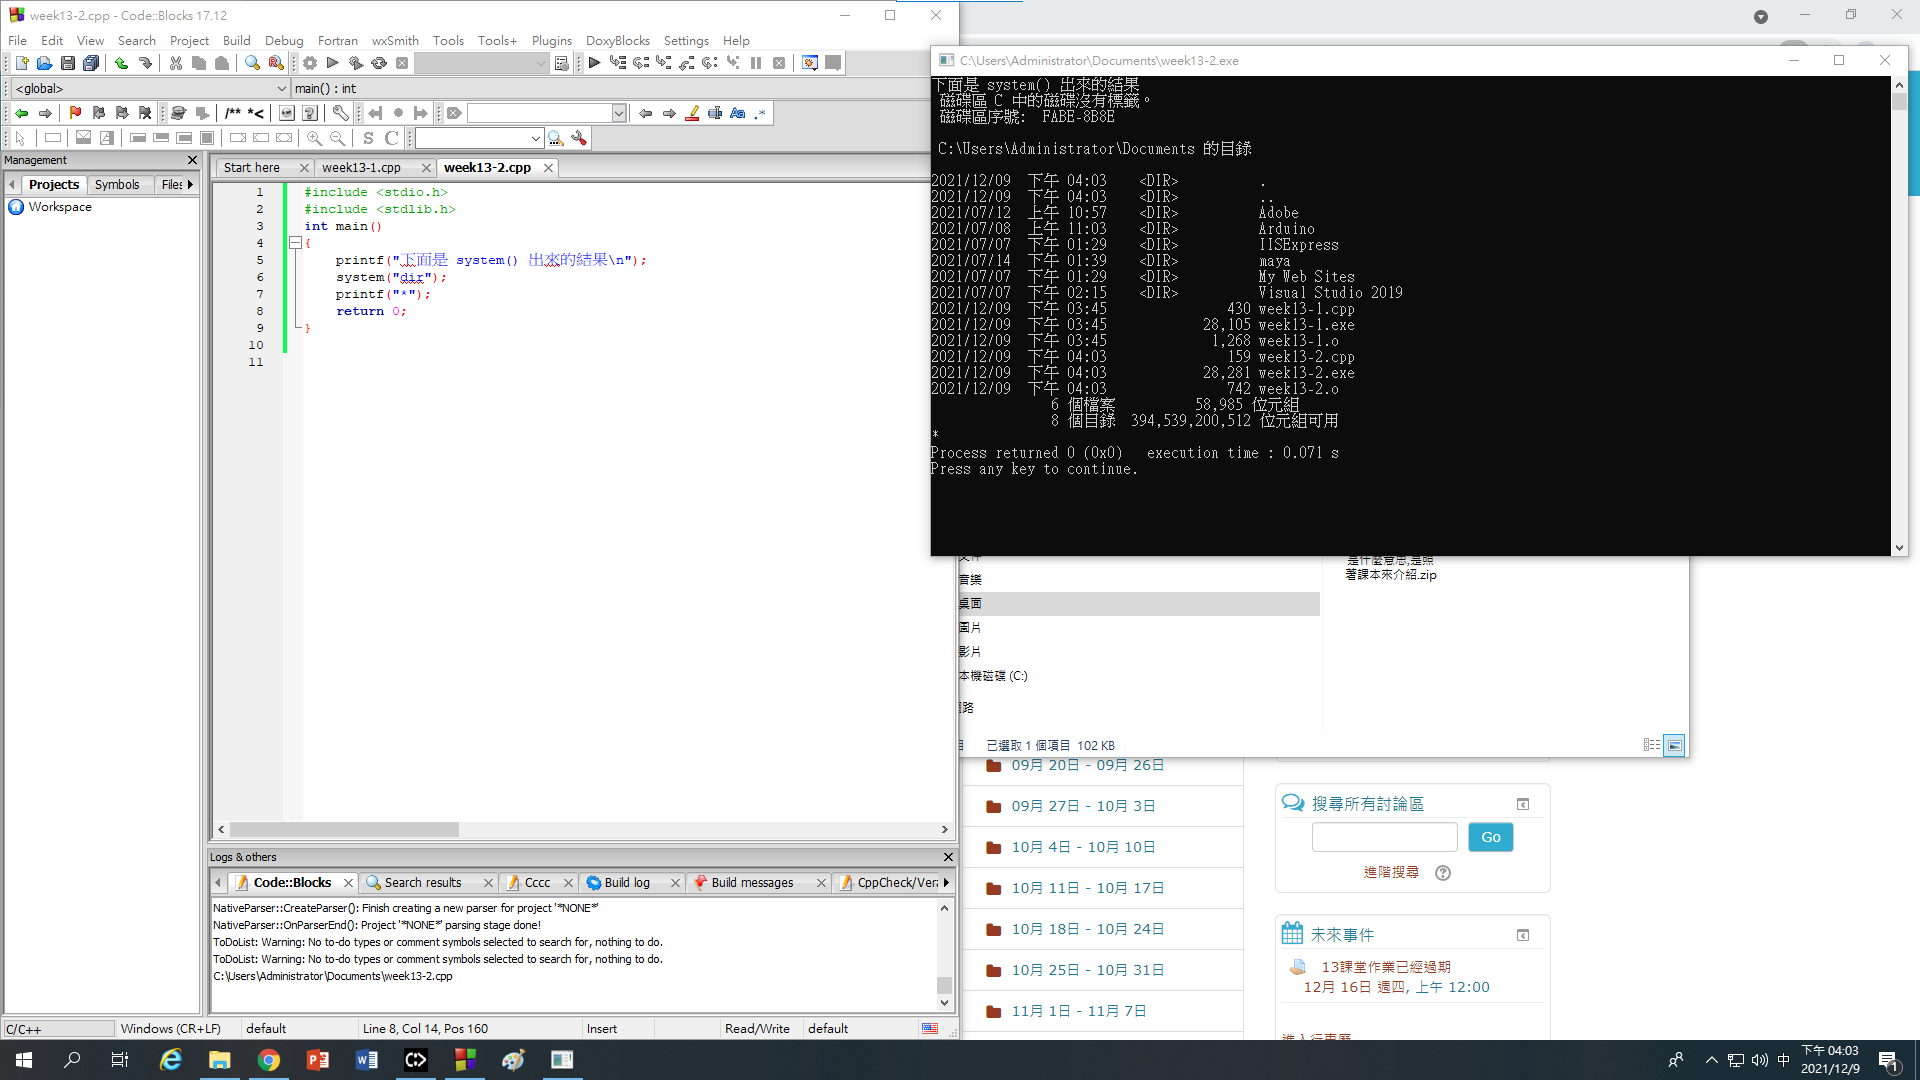 week13-2.cpp - Code::Blocks 17.12
File Edit View Search Project Build Debug Fortran wxSmith Tools Tools+ Plugins DoxyBlocks Settings Help
<global> main() : int
/** *<
Management
Projects Symbols Files
Workspace
Start here week13-1.cpp week13-2.cpp
1 #include <stdio.h>
2 #include <stdlib.h>
3 int main()
4 {
5 printf("下面是 system() 出來的結果\n");
6 system("dir");
7 printf("*");
8 return 0;
9 }
10
11
Logs & others
Code::Blocks Search results Cccc Build log Build messages CppCheck/Vera
NativeParser::CreateParser(): Finish creating a new parser for project '*NONE*'
NativeParser::OnParserEnd(): Project '*NONE*' parsing stage done!
ToDoList: Warning: No to-do types or comment symbols selected to search for, nothing to do.
ToDoList: Warning: No to-do types or comment symbols selected to search for, nothing to do.
C:\Users\Administrator\Documents\week13-2.cpp
C/C++ Windows (CR+LF) default Line 8, Col 14, Pos 160 Insert Read/Write default
C:\Users\Administrator\Documents\week13-2.exe
下面是 system() 出來的結果
磁碟區 C 中的磁碟沒有標籤。
磁碟區序號: FABE-8B8E
C:\Users\Administrator\Documents 的目錄
2021/12/09 下午 04:03 <DIR> .
2021/12/09 下午 04:03 <DIR> ..
2021/07/12 上午 10:57 <DIR> Adobe
2021/07/08 上午 11:03 <DIR> Arduino
2021/07/07 下午 01:29 <DIR> IISExpress
2021/07/14 下午 01:39 <DIR> maya
2021/07/07 下午 01:29 <DIR> My Web Sites
2021/07/07 下午 02:15 <DIR> Visual Studio 2019
2021/12/09 下午 03:45 430 week13-1.cpp
2021/12/09 下午 03:45 28,105 week13-1.exe
2021/12/09 下午 03:45 1,268 week13-1.o
2021/12/09 下午 04:03 159 week13-2.cpp
2021/12/09 下午 04:03 28,281 week13-2.exe
2021/12/09 下午 04:03 742 week13-2.o
6 個檔案 58,985 位元組
8 個目錄 394,539,200,512 位元組可用
*
Process returned 0 (0x0) execution time : 0.071 s
Press any key to continue.
是什麼意思,是照
著課本來介紹.zip
音樂
桌面
圖片
影片
本機磁碟 (C:)
已選取 1 個項目 102 KB
09月 20日 - 09月 26日
09月 27日 - 10月 3日
10月 4日 - 10月 10日
10月 11日 - 10月 17日
10月 18日 - 10月 24日
10月 25日 - 10月 31日
11月 1日 - 11月 7日
搜尋所有討論區
Go
進階搜尋
未來事件
13課堂作業已經過期
12月 16日 週四, 上午 12:00
中
下午 04:03
2021/12/9
1